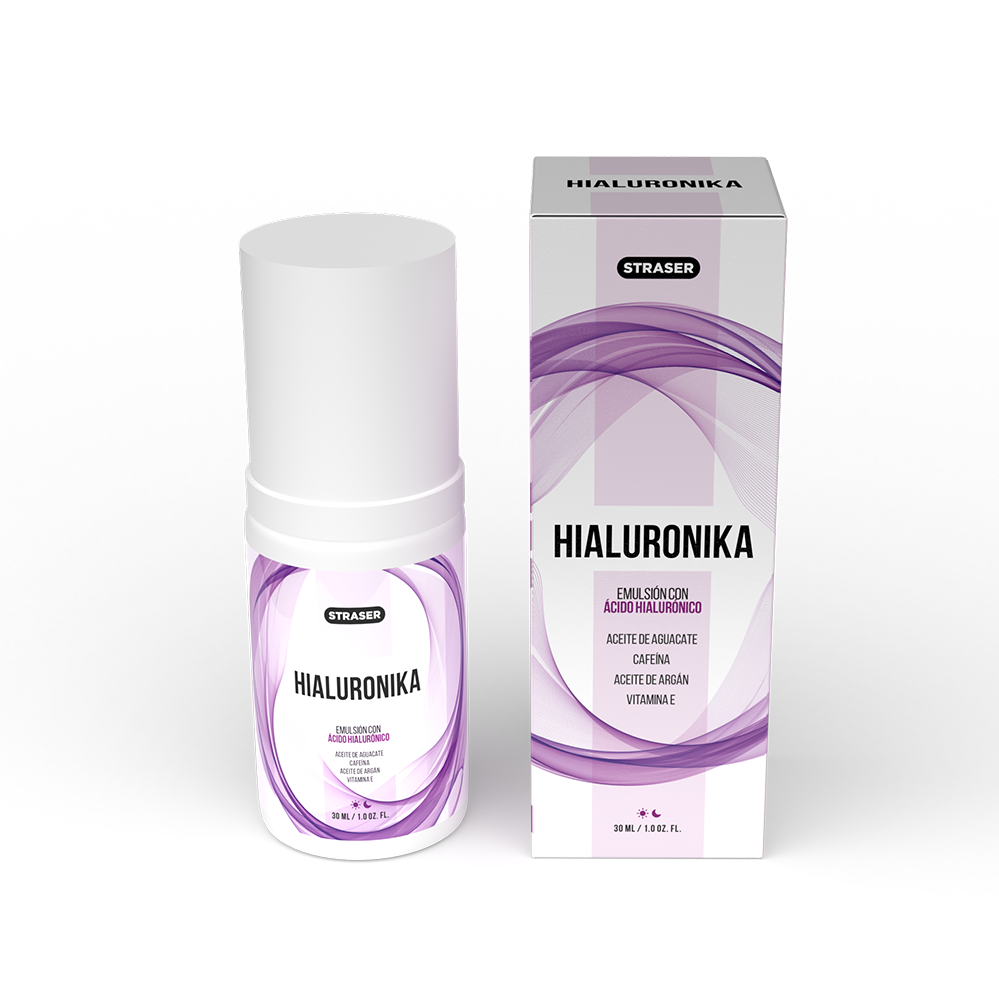 STRASER
HIALURONIKA
EMULSIÓN CON
ÁCIDO HIALURÓNICO
ACEITE DE AGUACATE
CAFEÍNA
ACEITE DE ARGÁN
VITAMINA E
30 ML / 1.0 OZ. FL.
HIALURONIKA
STRASER
HIALURONIKA
EMULSIÓN CON
ÁCIDO HIALURÓNICO
ACEITE DE AGUACATE
CAFEÍNA
ACEITE DE ARGÁN
VITAMINA E
30 ML / 1.0 OZ. FL.